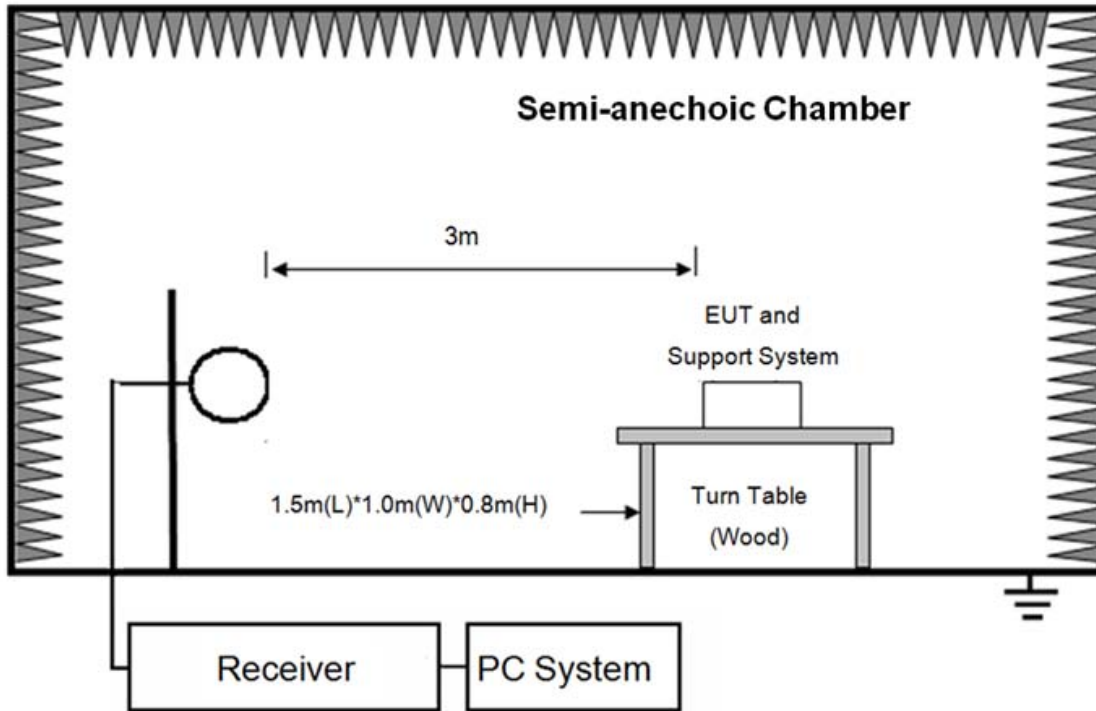 Semi-anechoic Chamber
3m
EUT and
Support System
1.5m(L)*1.0m(W)*0.8m(H)
Turn Table
(Wood)
Receiver
PC System